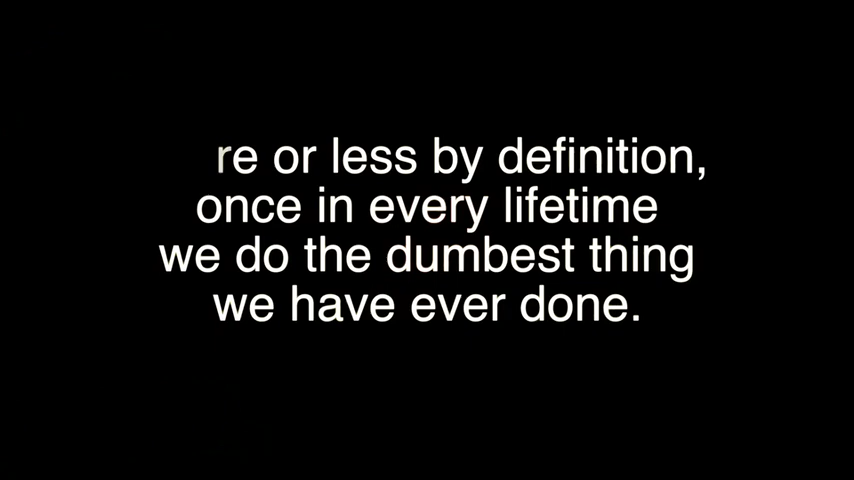 re or less by definition,
once in every lifetime
we do the dumbest thing
we have ever done.